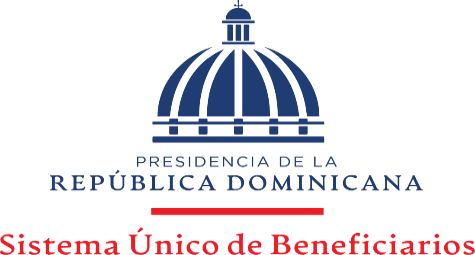 PRESIDENCIA DE LA
REPÚBLICA DOMINICANA
Sistema Único de Beneficiarios